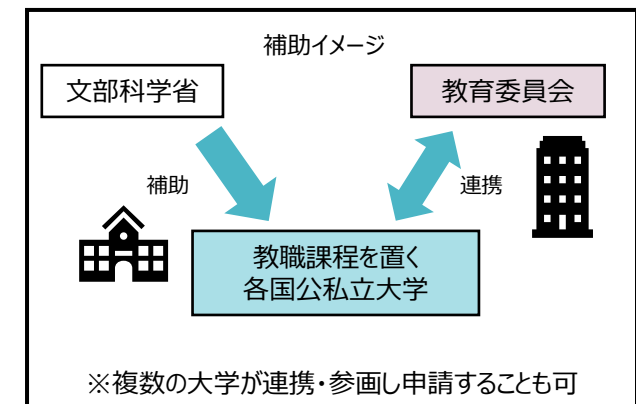 補助イメージ
文部科学省
教育委員会
補助
連携
教職課程を置く
各国公私立大学
※複数の大学が連携・参画し申請することも可